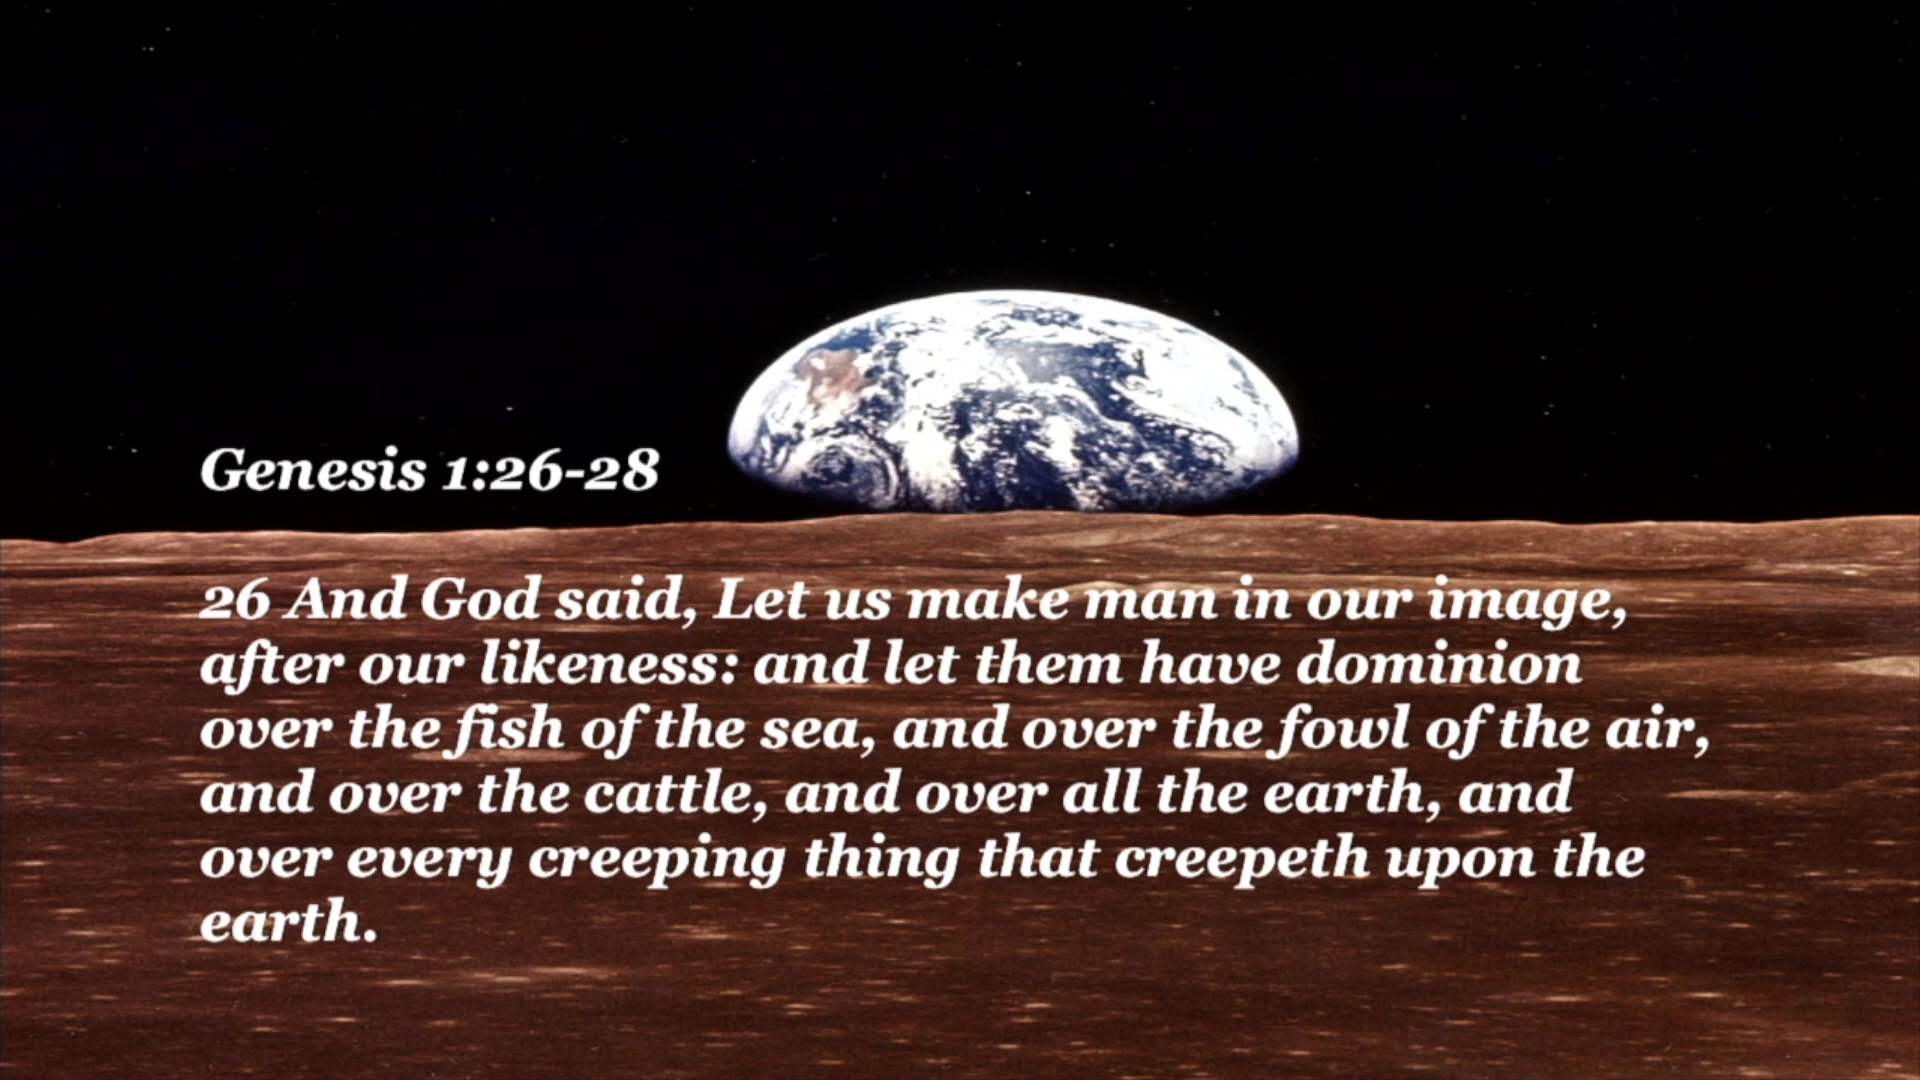 Genesis 1:26-28
26 And God said, Let us make man in our image,
after our likeness: and let them have dominion
over the fish of the sea, and over the fowl of the air,
and over the cattle, and over all the earth, and
over every creeping thing that creepeth upon the
earth.